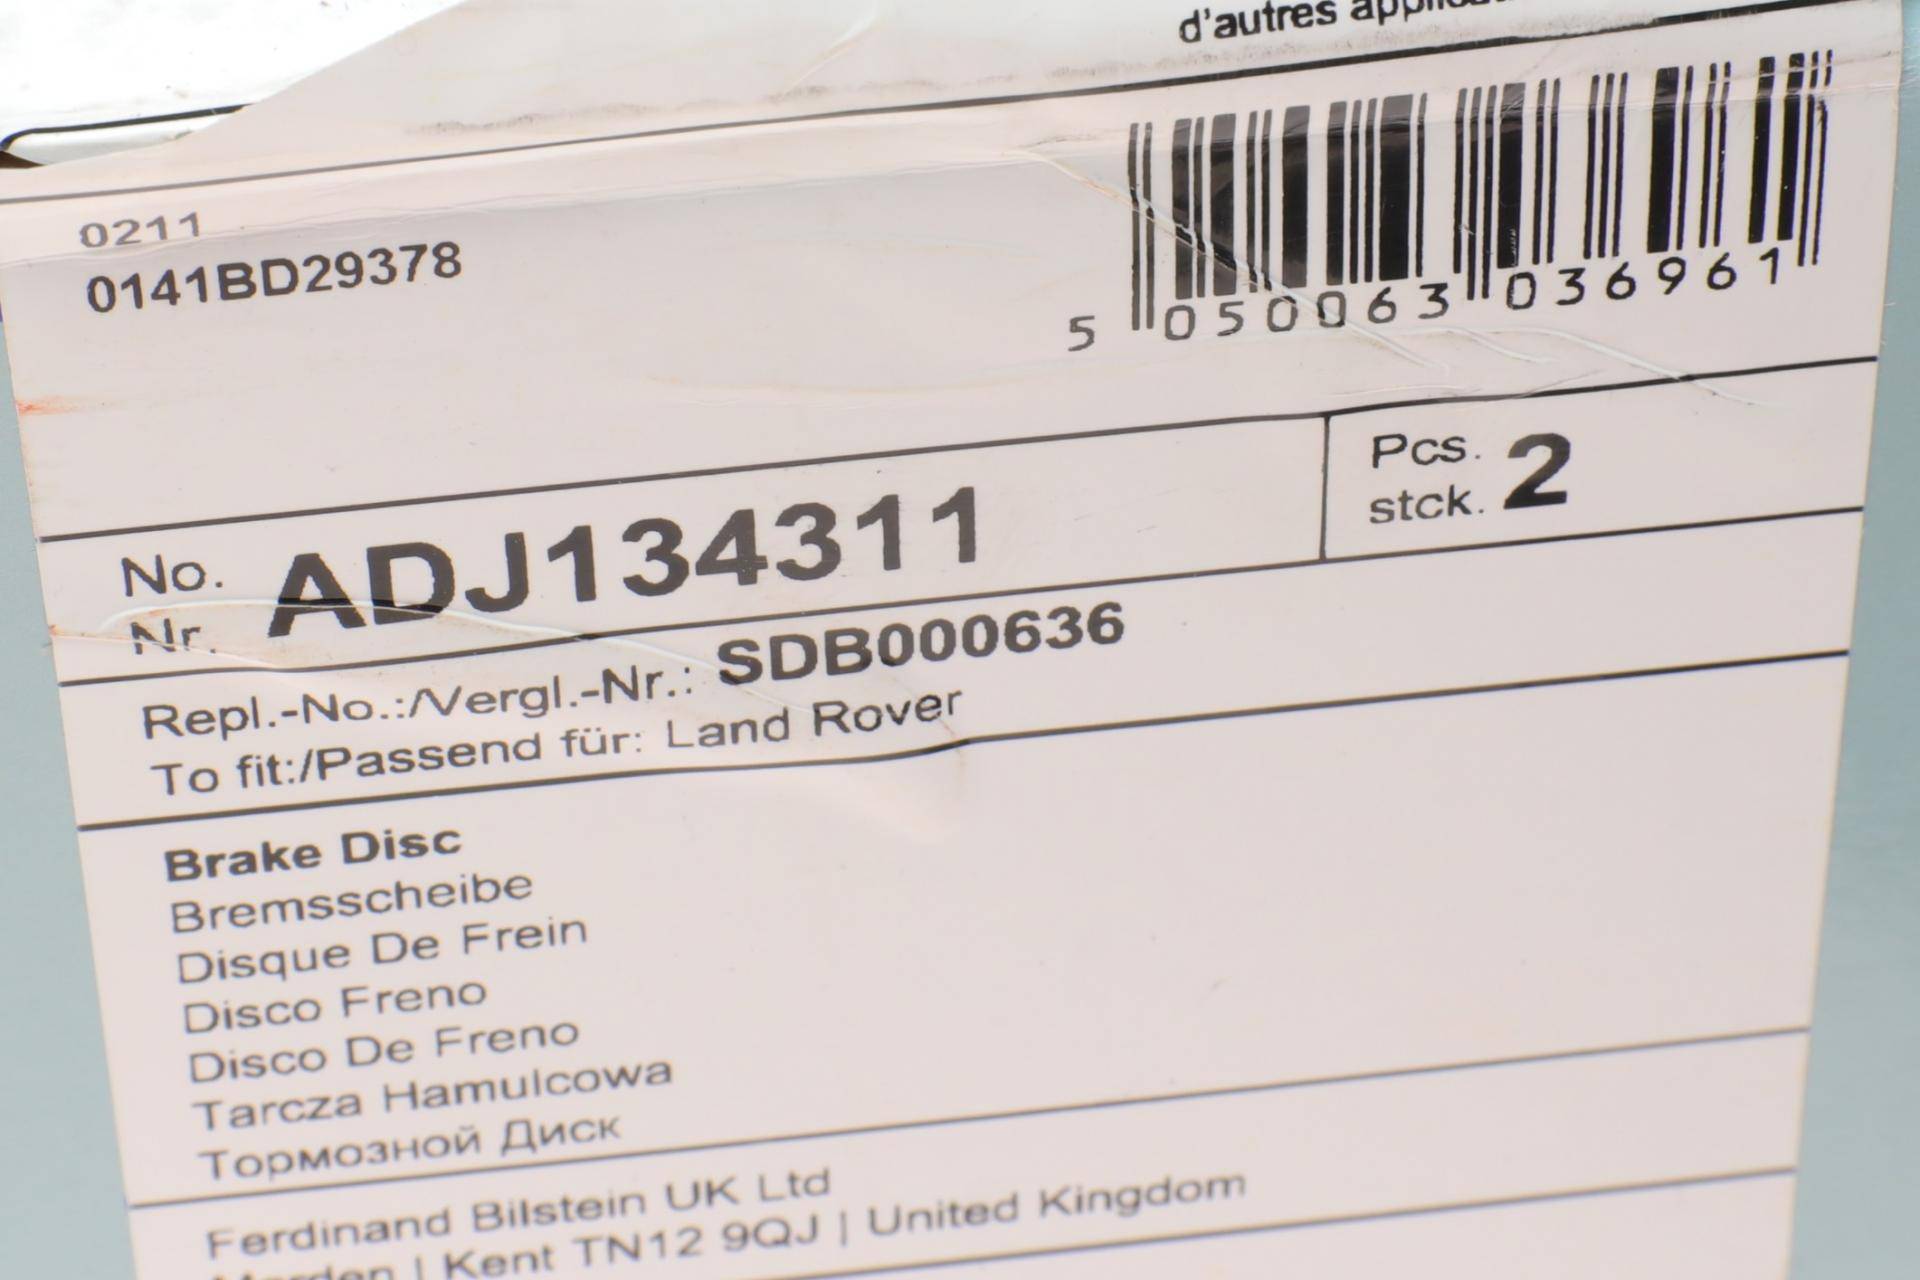 d'autres
0211
0141BD29378
5 050063 036961
No. ADJ134311
Nr.
Pcs. 2
stck.
Repl.-No.:/Vergl.-Nr.: SDB000636
To fit:/Passend für: Land Rover
Brake Disc
Bremsscheibe
Disque De Frein
Disco Freno
Disco De Freno
Tarcza Hamulcowa
Тормозной Диск
Ferdinand Bilstein UK Ltd
| Kent TN12 9QJ | United Kingdom